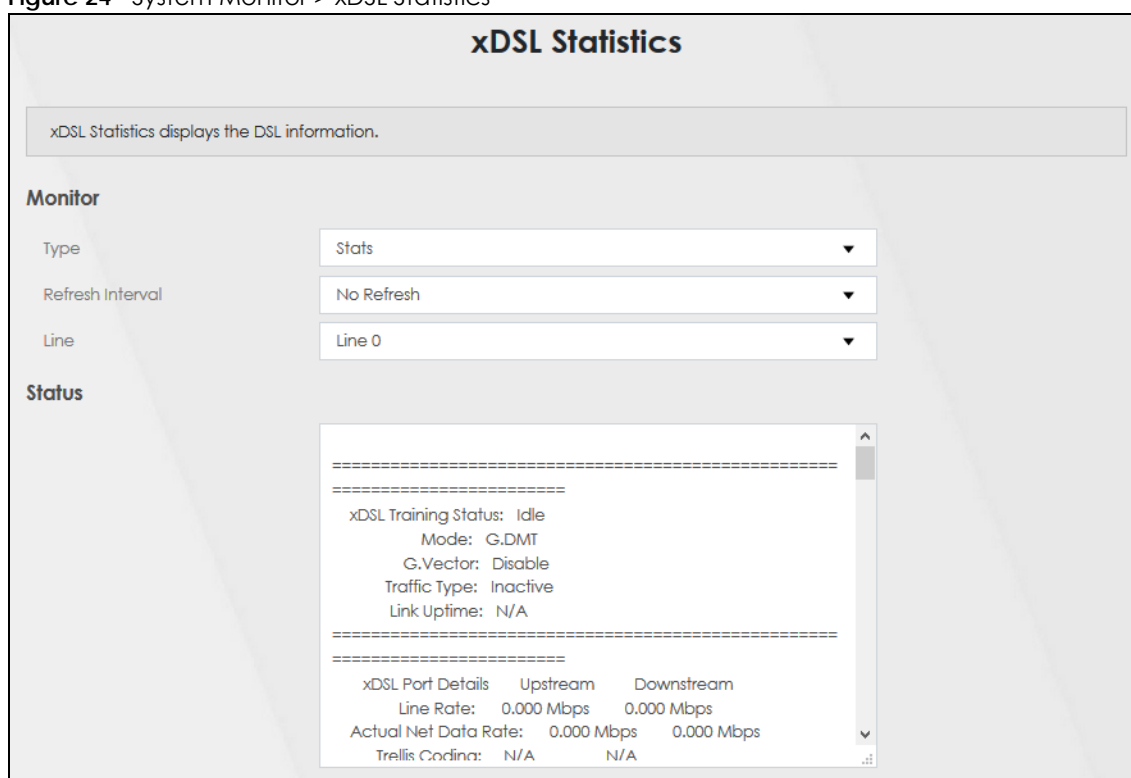 Figure 24 System Monitor > xDSL Statistics
xDSL Statistics
xDSL Statistics displays the DSL information.
Monitor
Type Stats
Refresh Interval No Refresh
Line Line 0
Status
====================================================
========================
xDSL Training Status: Idle
Mode: G.DMT
G.Vector: Disable
Traffic Type: Inactive
Link Uptime: N/A
====================================================
========================
xDSL Port Details Upstream Downstream
Line Rate: 0.000 Mbps 0.000 Mbps
Actual Net Data Rate: 0.000 Mbps 0.000 Mbps
Trellis Coding: N/A N/A